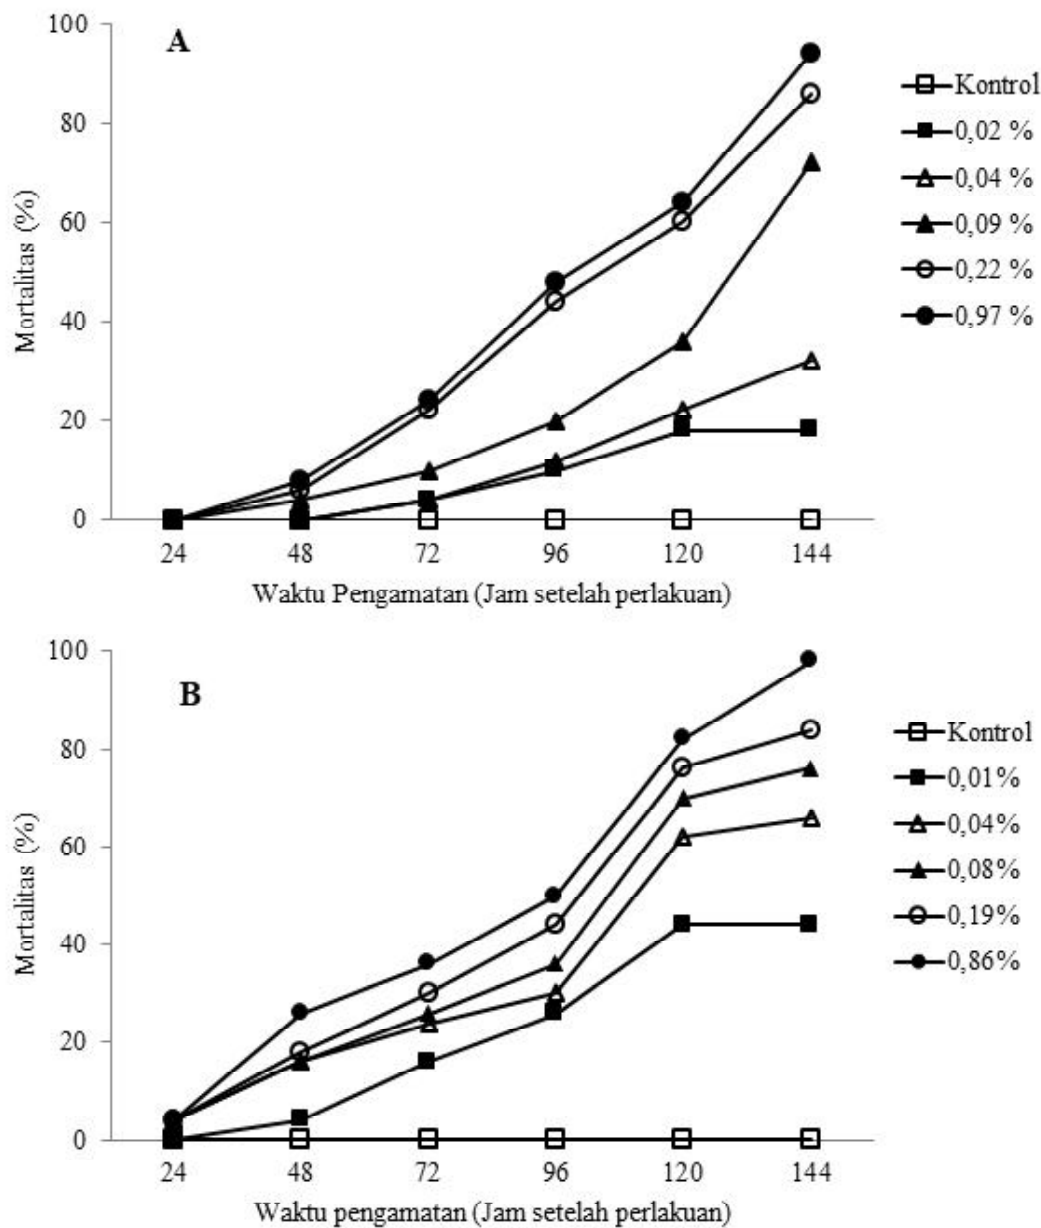 A
100
80
60
40
20
0
Mortalitas (%)
24 48 72 96 120 144
Waktu Pengamatan (Jam setelah perlakuan)
Kontrol
0,02 %
0,04 %
0,09 %
0,22 %
0,97 %
B
100
80
60
40
20
0
Mortalitas (%)
24 48 72 96 120 144
Waktu pengamatan (Jam setelah perlakuan)
Kontrol
0,01%
0,04%
0,08%
0,19%
0,86%